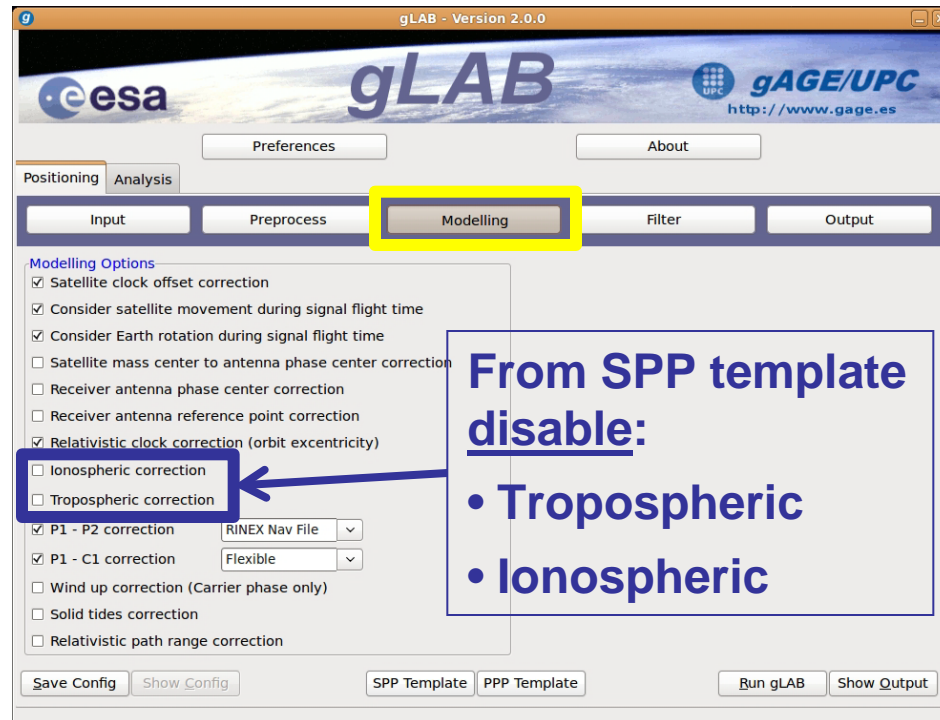 g gLAB - Version 2.0.0
esa gLAB UPC gAGE/UPC
http://www.gage.es
Preferences About
Positioning Analysis
Input Preprocess Modelling Filter Output
Modelling Options
Satellite clock offset correction
Consider satellite movement during signal flight time
Consider Earth rotation during signal flight time
Satellite mass center to antenna phase center correction
Receiver antenna phase center correction
Receiver antenna reference point correction
Relativistic clock correction (orbit excentricity)
Ionospheric correction
Tropospheric correction
P1 - P2 correction RINEX Nav File
P1 - C1 correction Flexible
Wind up correction (Carrier phase only)
Solid tides correction
Relativistic path range correction
From SPP template
disable:
• Tropospheric
• Ionospheric
Save Config Show Config SPP Template PPP Template Run gLAB Show Output